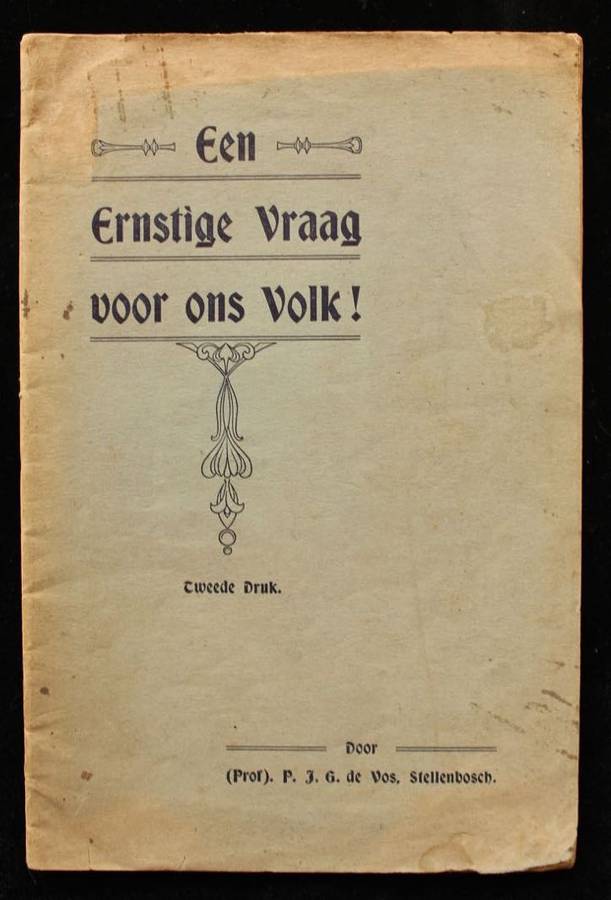 Een
Ernstige Vraag
voor ons Volk!
Tweede Druk.
Door
(Prof). P. J. G. de Vos, Stellenbosch.